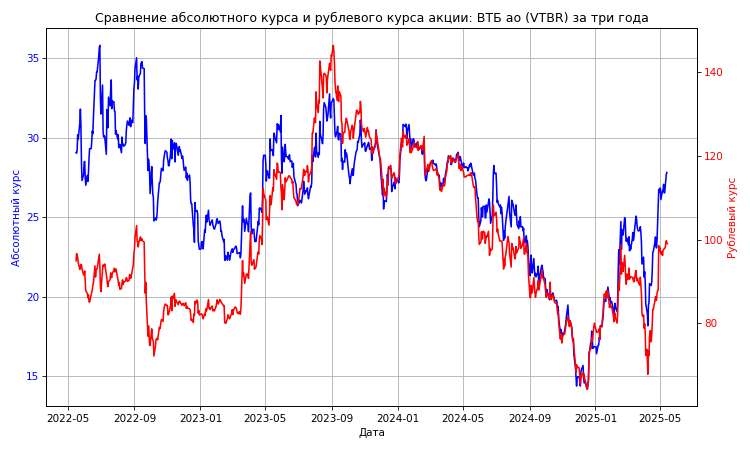 Сравнение абсолютного курса и рублевого курса акции: ВТБ ао (VTBR) за три года
Абсолютный курс
35
30
25
20
15
140
120
100
80
Рублевый курс
2022-05 2022-09 2023-01 2023-05 2023-09 2024-01 2024-05 2024-09 2025-01 2025-05
Дата